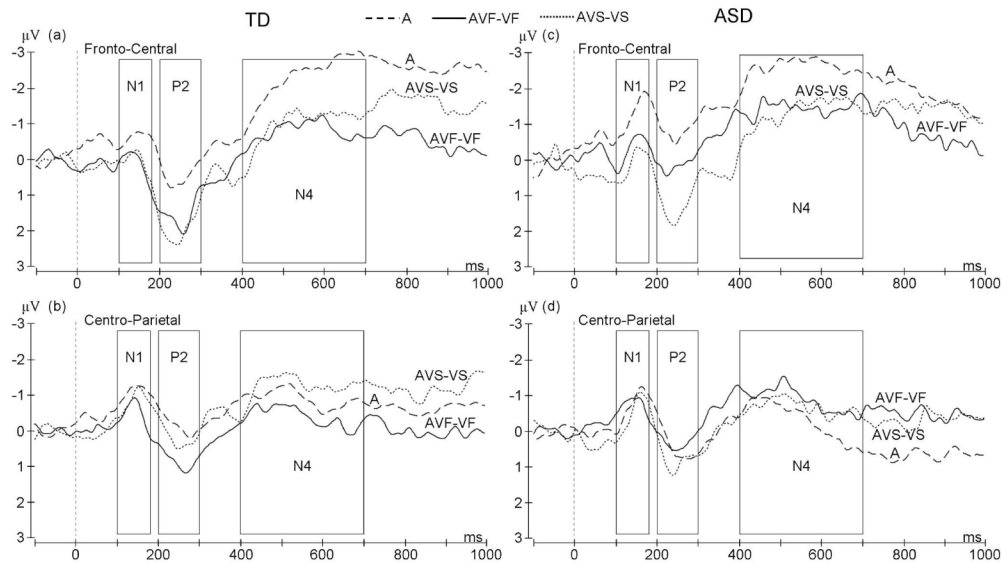 TD
A AVF-VF AVS-VS
ASD
µV (a)
Fronto-Central
-3
-2
-1
0
1
2
3
N1
P2
N4
A
AVS-VS
AVF-VF
0 200 400 600 800 1000
ms
µV (c)
Fronto-Central
-3
-2
-1
0
1
2
3
N1
P2
N4
A
AVS-VS
AVF-VF
0 200 400 600 800 1000
ms
µV (b)
Centro-Parietal
-3
-2
-1
0
1
2
3
N1
P2
N4
AVS-VS
A
AVF-VF
0 200 400 600 800 1000
ms
µV (d)
Centro-Parietal
-3
-2
-1
0
1
2
3
N1
P2
N4
AVF-VF
AVS-VS
A
0 200 400 600 800 1000
ms